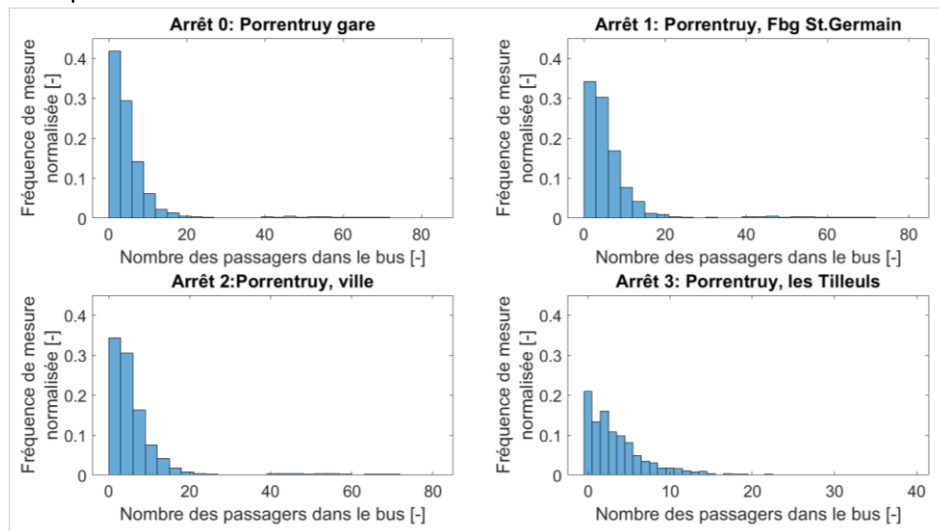 Arrêt 0: Porrentruy gare
Fréquence de mesure
normalisée [-]
0.4
0.3
0.2
0.1
0
0 20 40 60 80
Nombre des passagers dans le bus [-]
Arrêt 1: Porrentruy, Fbg St.Germain
Fréquence de mesure
normalisée [-]
0.4
0.3
0.2
0.1
0
0 20 40 60 80
Nombre des passagers dans le bus [-]
Arrêt 2:Porrentruy, ville
Fréquence de mesure
normalisée [-]
0.4
0.3
0.2
0.1
0
0 20 40 60 80
Nombre des passagers dans le bus [-]
Arrêt 3: Porrentruy, les Tilleuls
Fréquence de mesure
normalisée [-]
0.4
0.3
0.2
0.1
0
0 10 20 30 40
Nombre des passagers dans le bus [-]